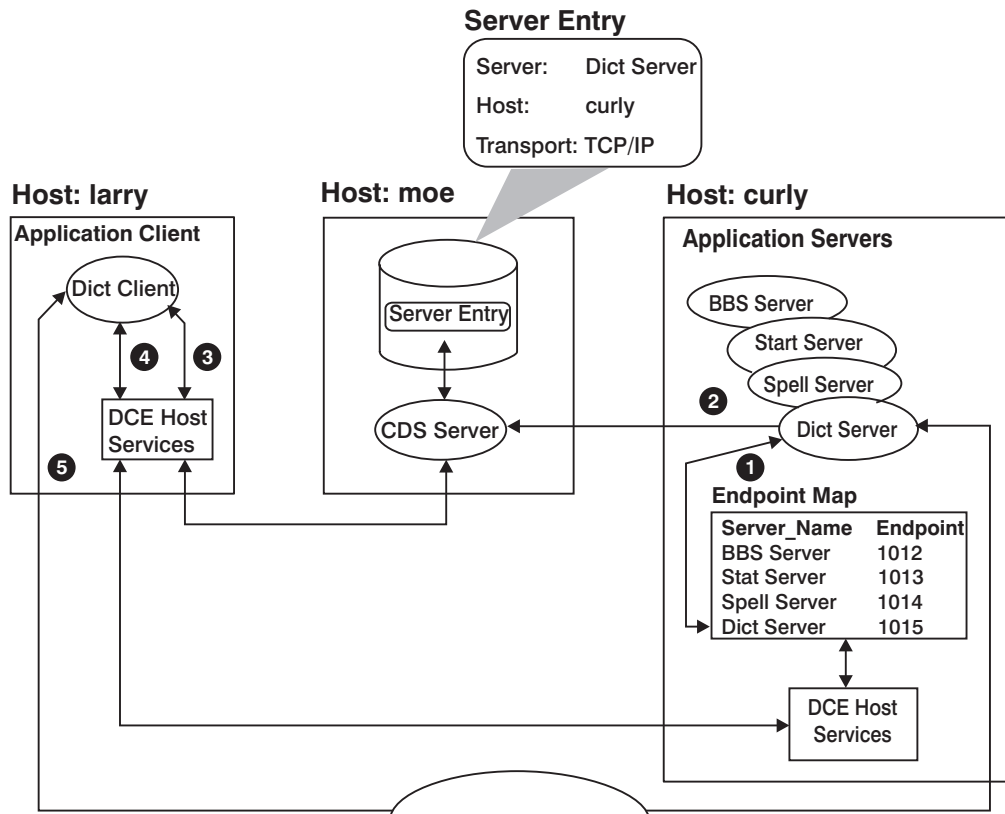 Server Entry
Server: Dict Server
Host: curly
Transport: TCP/IP
Host: larry
Application Client
Dict Client
4
3
DCE Host
Services
5
Host: moe
Server Entry
CDS Server
Host: curly
Application Servers
BBS Server
Start Server
Spell Server
2
Dict Server
1
Endpoint Map
Server_Name Endpoint
BBS Server 1012
Stat Server 1013
Spell Server 1014
Dict Server 1015
DCE Host
Services